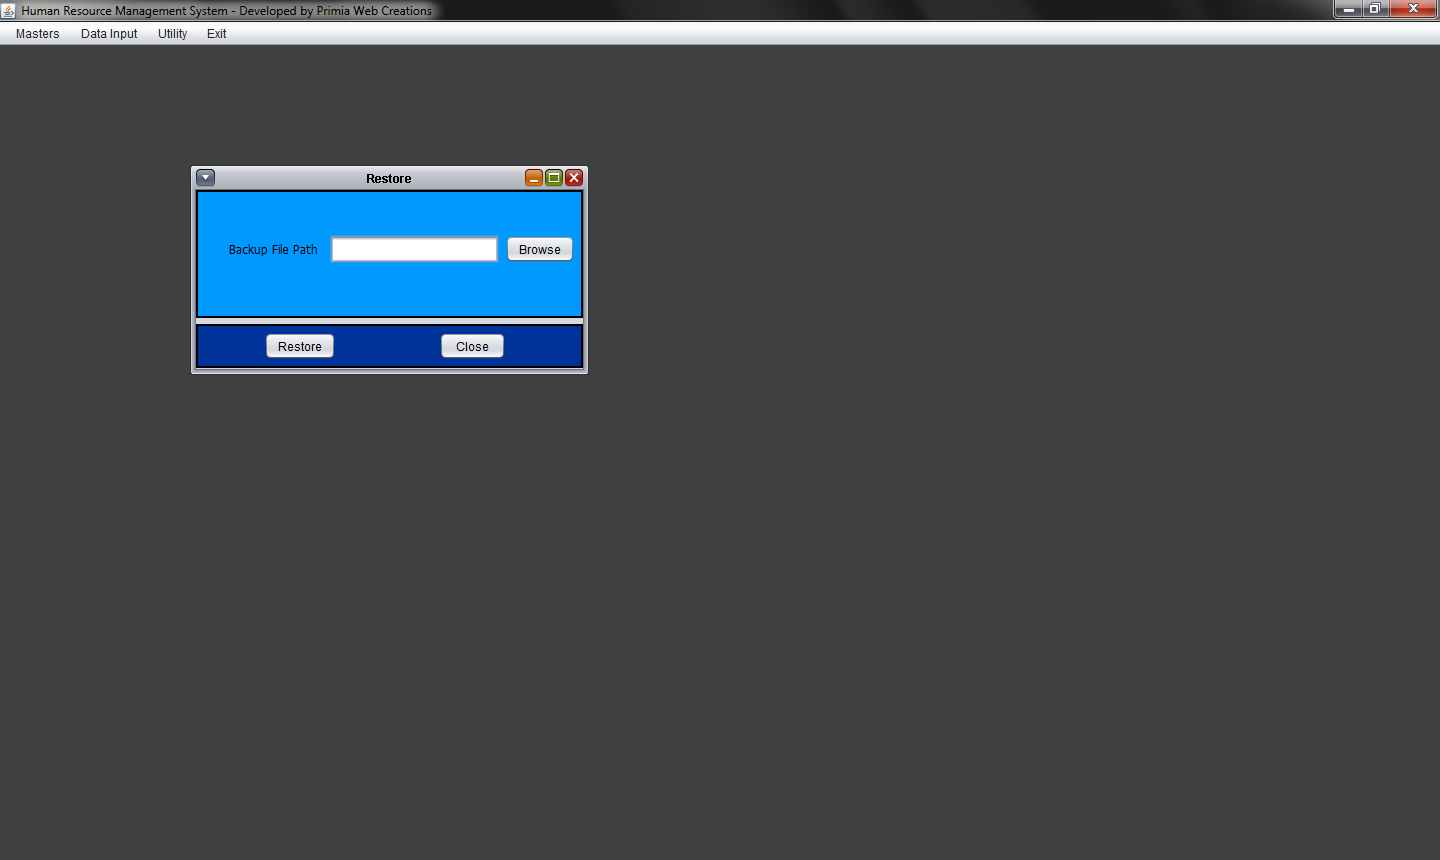 Human Resource Management System - Developed by Primia Web Creations
Masters Data Input Utility Exit
Restore
Backup File Path Browse
Restore Close